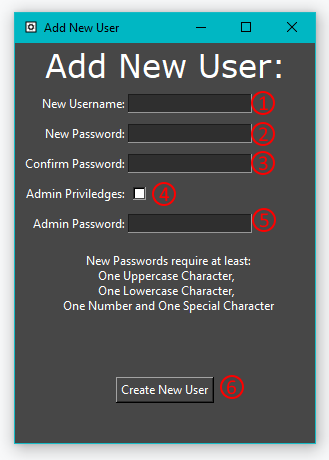 Add New User
Add New User:
New Username: ①
New Password: ②
Confirm Password: ③
Admin Priviledges: ④
Admin Password: ⑤
New Passwords require at least:
One Uppercase Character,
One Lowercase Character,
One Number and One Special Character
Create New User ⑥